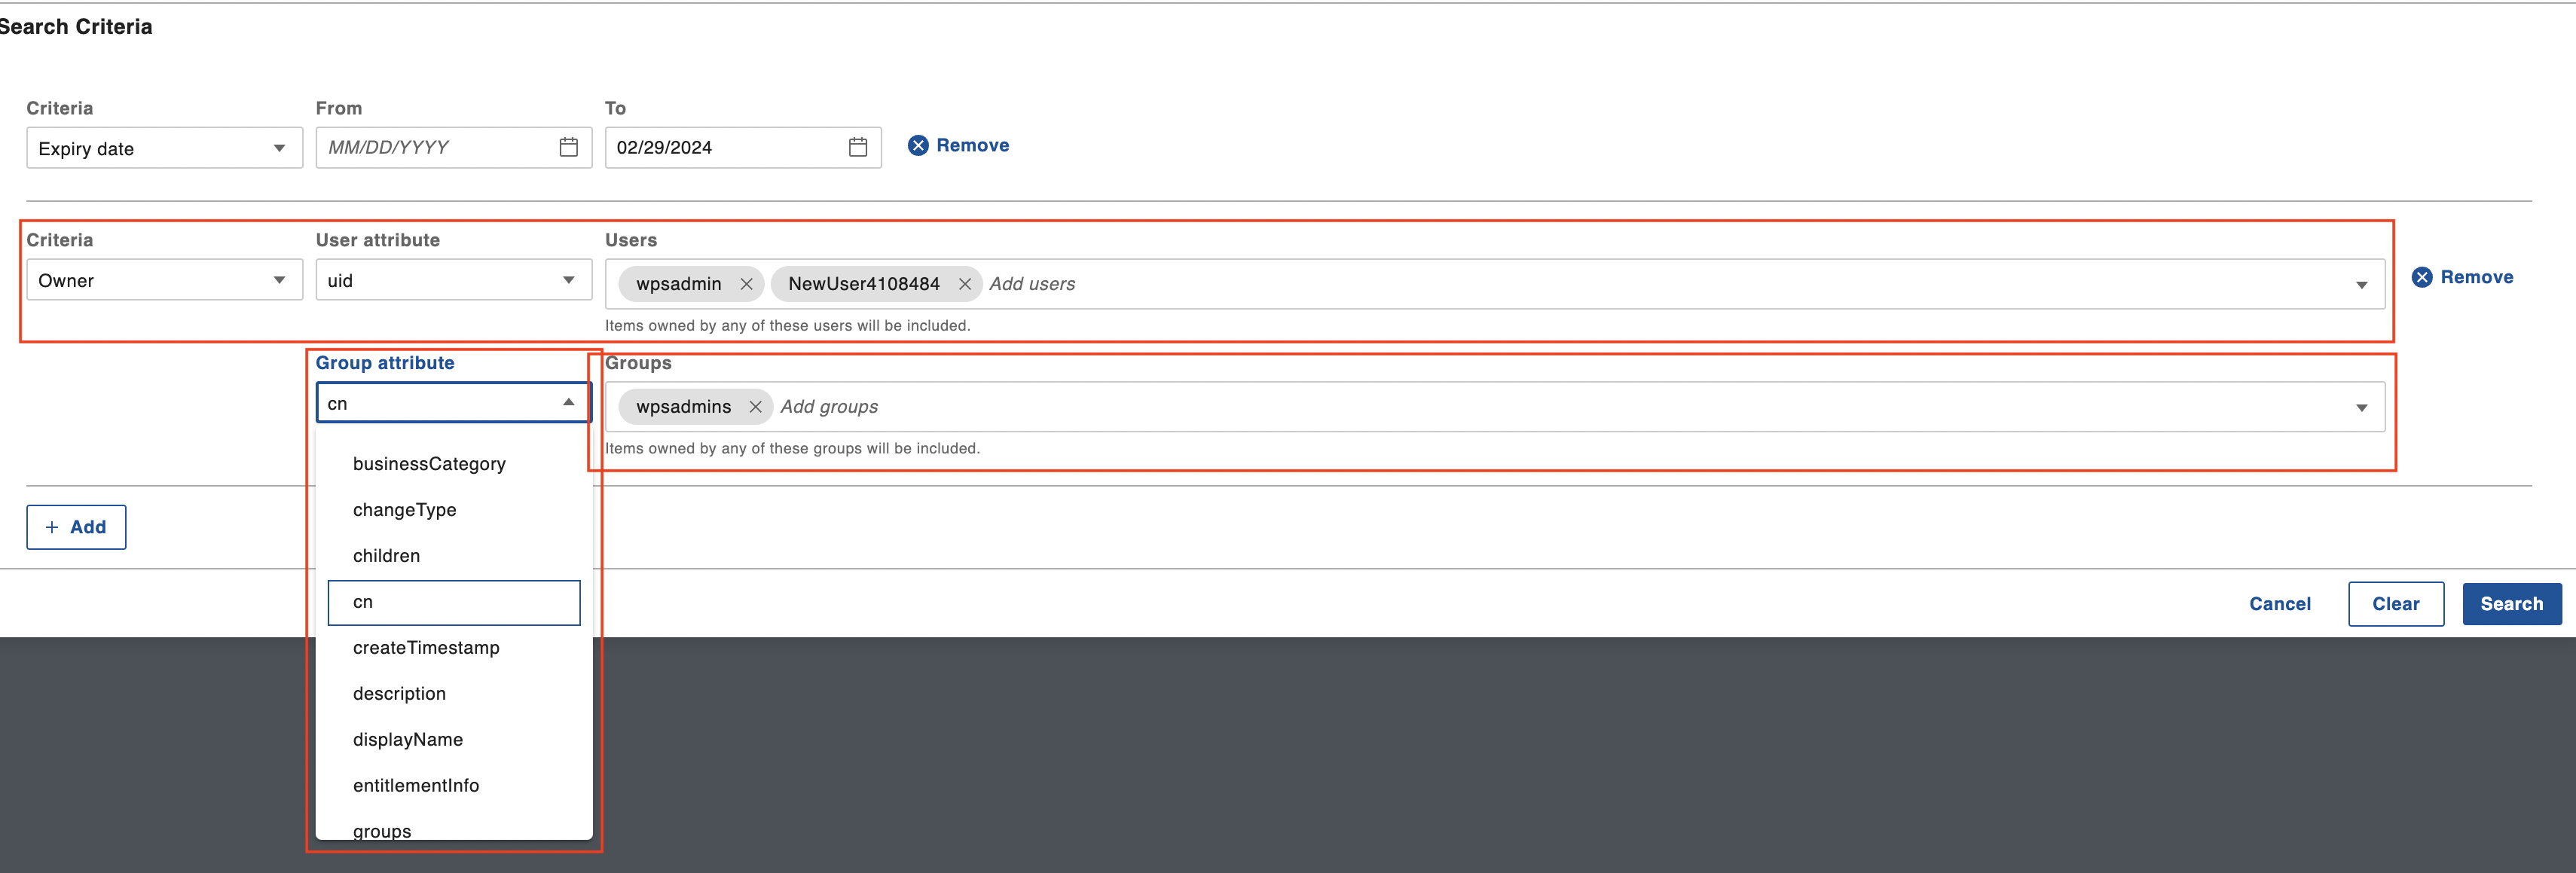 Search Criteria
Criteria From To
Expiry date MM/DD/YYYY 02/29/2024 Remove
Criteria User attribute Users
Owner uid wpsadmin NewUser4108484 Add users Remove
Items owned by any of these users will be included.
Group attribute Groups
cn wpsadmins Add groups
Items owned by any of these groups will be included.
businessCategory
changeType
+ Add
children
cn
Cancel Clear Search
createTimestamp
description
displayName
entitlementInfo
groups